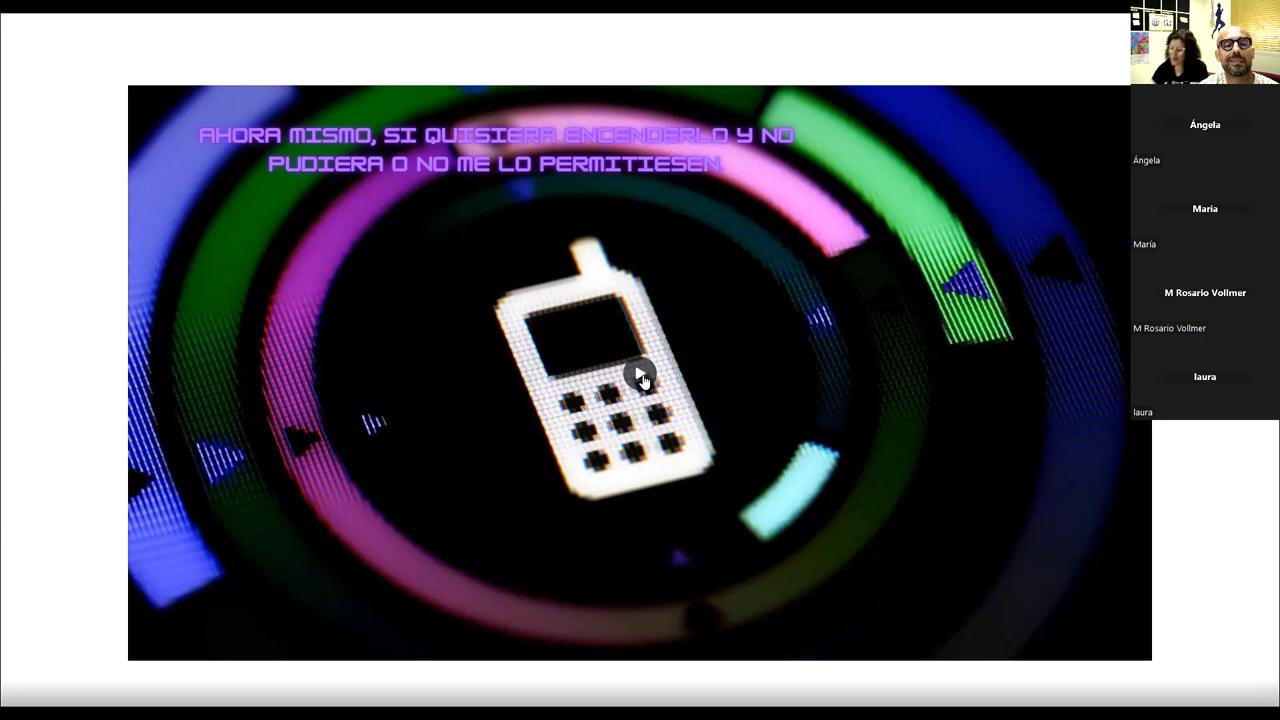 AHORA MISMO, SI QUISIERA ENCENDERLO Y NO
PUDIERA O NO ME LO PERMITIESEN.
Ángela
Ángela
María
María
M Rosario Vollmer
M Rosario Vollmer
laura
laura